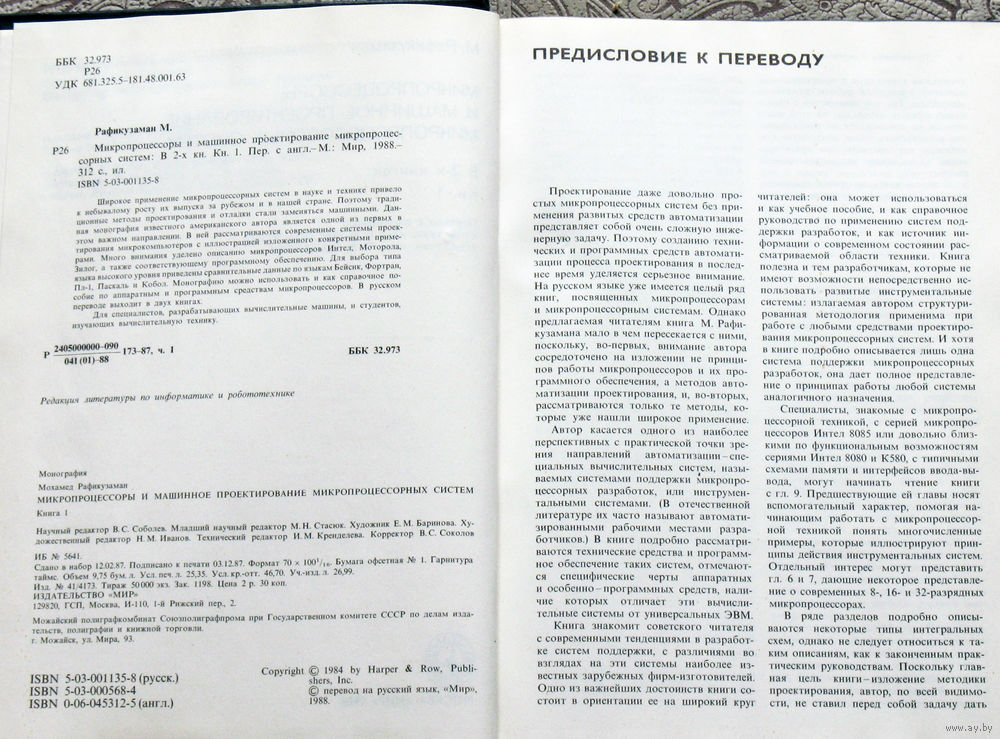 ББК 32.973
Р26
УДК 681.325.5–181.48.001.63
Рафикузаман М.
Р26 Микропроцессоры и машинное проектирование микропроцес-
сорных систем: В 2-х кн. Кн. 1. Пер. с англ.–М.: Мир, 1988.–
312 с., ил.
ISBN 5-03-001135-8
Широкое применение микропроцессорных систем в науке и технике привело
к небывалому росту их выпуска за рубежом и в нашей стране. Поэтому тради-
ционные методы проектирования и отладки стали заменяться машинными. Дан-
ная монография известного американского автора является одной из первых в
этом важном направлении. В ней рассматриваются современные системы проек-
тирования микрокомпьютеров с иллюстрацией изложенных конкретными приме-
рами. Много внимания уделено описанию микропроцессоров Интел, Моторола,
Зилог, а также соответствующему программному обеспечению. Для выбора типа
языка высокого уровня приведены сравнительные данные по языкам Бейсик, Фортран,
Пл-1, Паскаль и Кобол. Монографию можно использовать и как справочное по-
собие по аппаратным и программным средствам микропроцессоров. В русском
переводе выходит в двух книгах.
Для специалистов, разрабатывающих вычислительные машины, и студентов,
изучающих вычислительную технику.
Р 2405000000–090 173–87, ч. 1 ББК 32.973
041 (01)–88
Редакция литературы по информатике и робототехнике
Монография
Мохамед Рафикузаман
МИКРОПРОЦЕССОРЫ И МАШИННОЕ ПРОЕКТИРОВАНИЕ МИКРОПРОЦЕССОРНЫХ СИСТЕМ
Книга 1
Научный редактор В.С. Соболев. Младший научный редактор М.Н. Стасюк. Художник Е.М. Баринова. Ху-
дожественный редактор Н.М. Иванов. Технический редактор И.М. Кренделева. Корректор В.С. Соколов
ИБ № 5641.
Сдано в набор 12.02.87. Подписано к печати 03.12.87. Формат 70 × 100 1/16. Бумага офсетная № 1. Гарнитура
таймс. Объем 9,75 бум. л. Усл. печ л. 25,35. Усл.кр.-отт. 46,70. Уч.-изд. л. 26,99.
Изд. № 41/4173. Тираж 50 000 экз. Зак. 1198. Цена 2 р. 30 коп.
ИЗДАТЕЛЬСТВО «МИР»
129820, ГСП, Москва, И-110, 1-й Рижский пер., 2.
Можайский полиграфкомбинат Союзполиграфпрома при Государственном комитете СССР по делам изда-
тельств, полиграфии и книжной торговли.
г. Можайск, ул. Мира, 93.
ISBN 5-03-001135-8 (русск.)
ISBN 5-03-000568-4
ISBN 0-06-045312-5 (англ.)
Copyright © 1984 by Harper & Row, Publi-
shers, Inc.
© перевод на русский язык, «Мир»,
1988.
ПРЕДИСЛОВИЕ К ПЕРЕВОДУ
Проектирование даже довольно про-
стых микропроцессорных систем без при-
менения развитых средств автоматизации
представляет собой очень сложную инже-
нерную задачу. Поэтому созданию техни-
ческих и программных средств автомати-
зации процесса проектирования в послед-
нее время уделяется серьезное внимание.
На русском языке уже имеется целый ряд
книг, посвященных микропроцессорам
и микропроцессорным системам. Однако
предлагаемая читателям книга М. Рафи-
кузамана мало в чем пересекается с ними,
поскольку, во-первых, внимание автора
сосредоточено на изложении не принци-
пов работы микропроцессоров и их про-
граммного обеспечения, а методов авто-
матизации проектирования, и, во-вторых,
рассматриваются только те методы, ко-
торые уже нашли широкое применение.
Автор касается одного из наиболее
перспективных с практической точки зре-
ния направлений автоматизации–спе-
циальных вычислительных систем, назы-
ваемых системами поддержки микропро-
цессорных разработок, или инструмен-
тальными системами. (В отечественной
литературе их часто называют автомати-
зированными рабочими местами разра-
ботчиков.) В книге подробно рассматри-
ваются технические средства и программ-
ное обеспечение таких систем, отмечают-
ся специфические черты аппаратных
и особенно–программных средств, нали-
чие которых отличает эти вычисли-
тельные системы от универсальных ЭВМ.
Книга знакомит советского читателя
с современными тенденциями в разработ-
ке систем поддержки, с различиями во
взглядах на эти системы наиболее из-
вестных зарубежных фирм-изготовителей.
Одно из важнейших достоинств книги со-
стоит в ориентации ее на широкий круг
читателей: она может использоваться
и как учебное пособие, и как справочное
руководство по применению систем под-
держки разработок, и как источник ин-
формации о современном состоянии рас-
сматриваемой области техники. Книга
полезна и тем разработчикам, которые не
имеют возможности непосредственно ис-
пользовать развитые инструментальные
системы: излагаемая автором структури-
рованная методология применима при
работе с любыми средствами проектиро-
вания микропроцессорных систем. И хотя
в книге подробно описывается лишь одна
система поддержки микропроцессорных
разработок, она дает полное представле-
ние о принципах работы любой системы
аналогичного назначения.
Специалисты, знакомые с микропро-
цессорной техникой, с серией микропро-
цессоров Интел 8085 или довольно близ-
кими по функциональным возможностям
сериями Интел 8080 и К580, с типичными
схемами памяти и интерфейсов ввода-вы-
вода, могут начинать чтение книги
с гл. 9. Предшествующие ей главы носят
вспомогательный характер, помогая на-
чинающим работать с микропроцессор-
ной техникой понять многочисленные
примеры, которые иллюстрируют прин-
ципы действия инструментальных систем.
Отдельный интерес могут представить
гл. 6 и 7, дающие некоторое представле-
ние о современных 8-, 16- и 32-разрядных
микропроцессорах.
В ряде разделов подробно описы-
ваются некоторые типы интегральных
схем, однако не следует относиться к та-
ким описаниям, как к законченным прак-
тическим руководствам. Поскольку глав-
ная цель книги–изложение методики
проектирования, автор, по всей видимо-
сти, не ставил перед собой задачу дать
www.ay.by